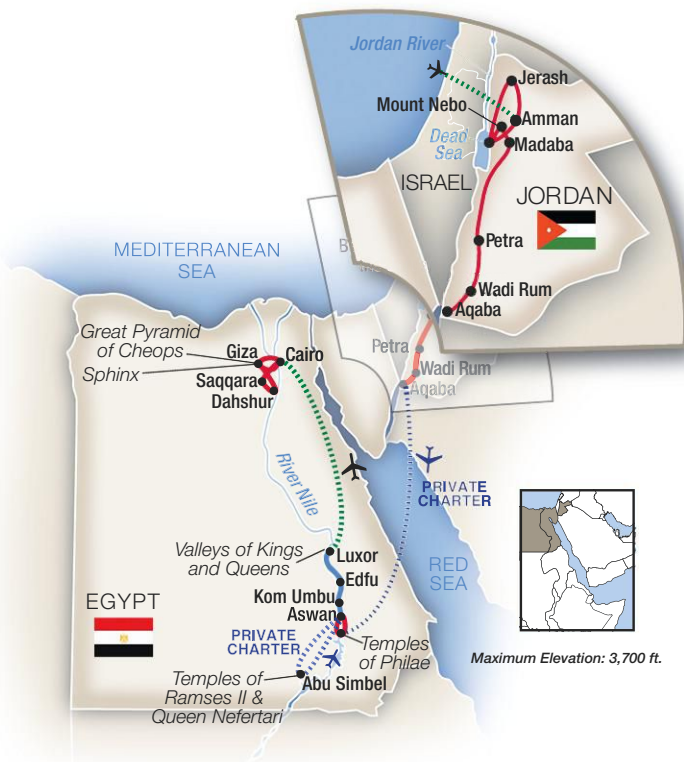 Jordan River
Jerash
Mount Nebo
Amman
Dead
Sea
Madaba
ISRAEL
JORDAN
Petra
Wadi Rum
Aqaba
MEDITERRANEAN
SEA
Great Pyramid
of Cheops
Sphinx
Giza
Cairo
Saqqara
Dahshur
Petra
Wadi Rum
Aqaba
River Nile
PRIVATE
CHARTER
Valleys of Kings
and Queens
Luxor
Edfu
RED
SEA
Kom Umbu
EGYPT
Aswan
PRIVATE
CHARTER
Temples
of Philae
Maximum Elevation: 3,700 ft.
Temples of
Ramses II &
Queen Nefertari
Abu Simbel